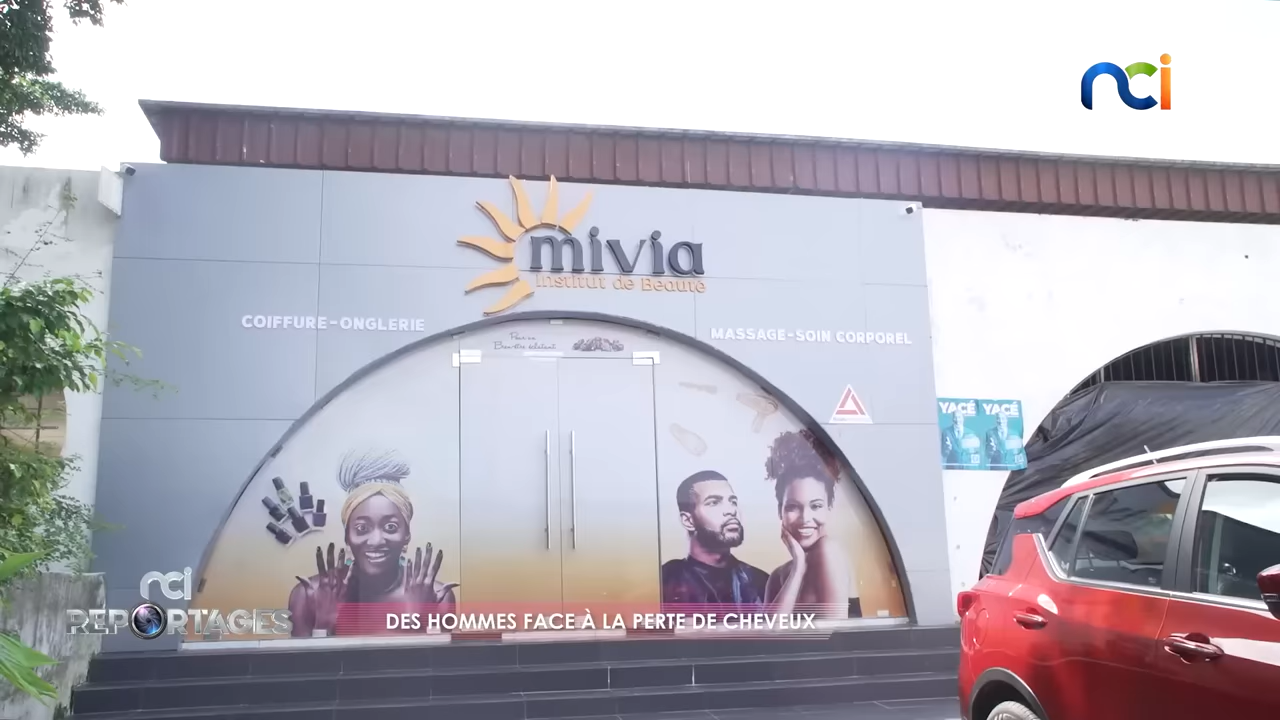 nci
mivia
Institut de Beauté
COIFFURE-ONGLERIE
MASSAGE-SOIN CORPOREL
YACÉ YACÉ
nci
REPORTAGES
DES HOMMES FACE À LA PERTE DE CHEVEUX